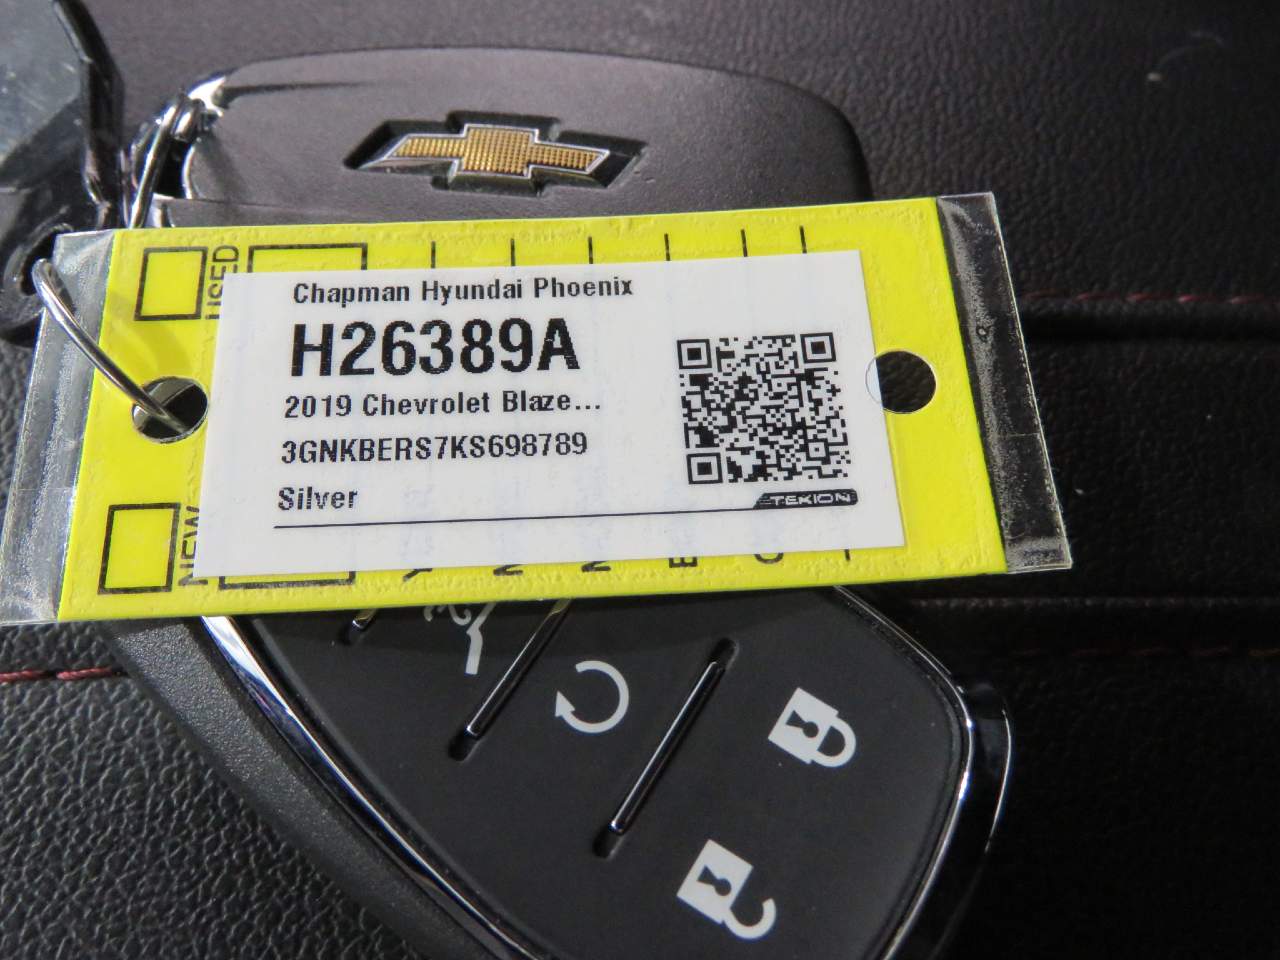 USED
Chapman Hyundai Phoenix
H26389A
2019 Chevrolet Blaze...
3GNKBERS7KS698789
Silver
TEKION
NEW